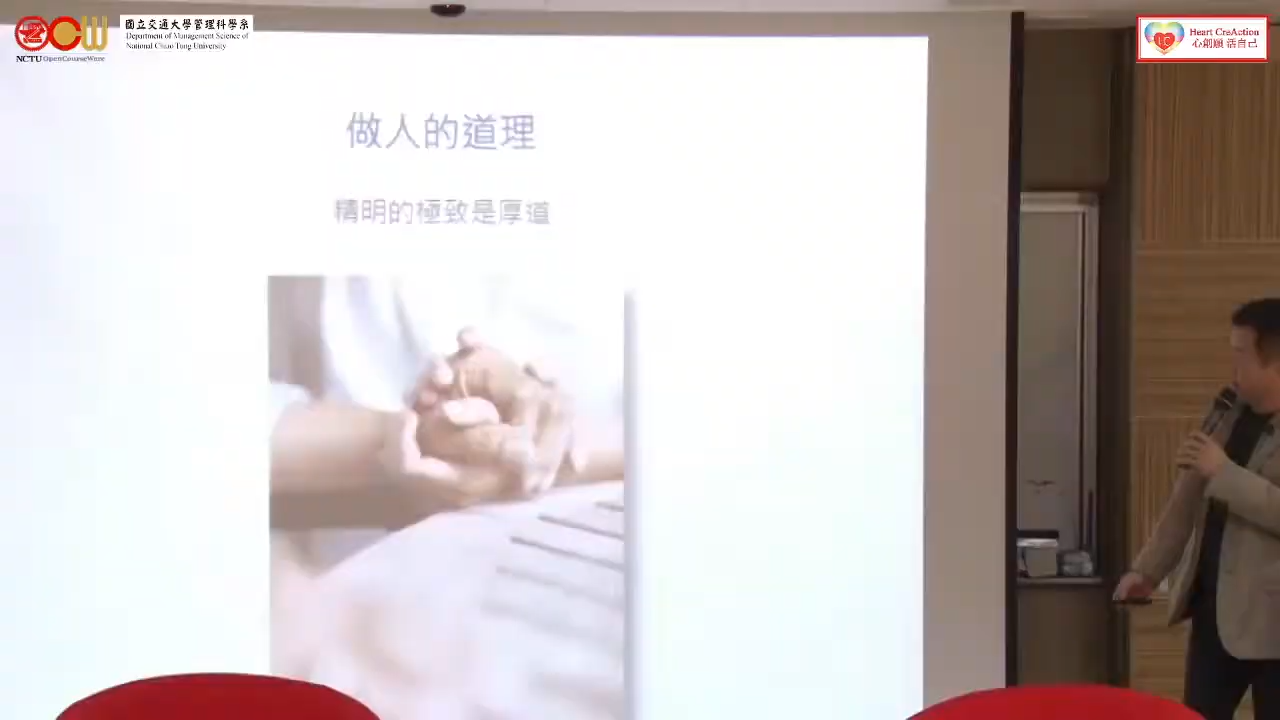 OCW
NCTU OpenCourseWare
國立交通大學管理科學系
Department of Management Science of
National Chiao Tung University
Heart CreAction
心創願 活自己
做人的道理
精明的極致是厚道